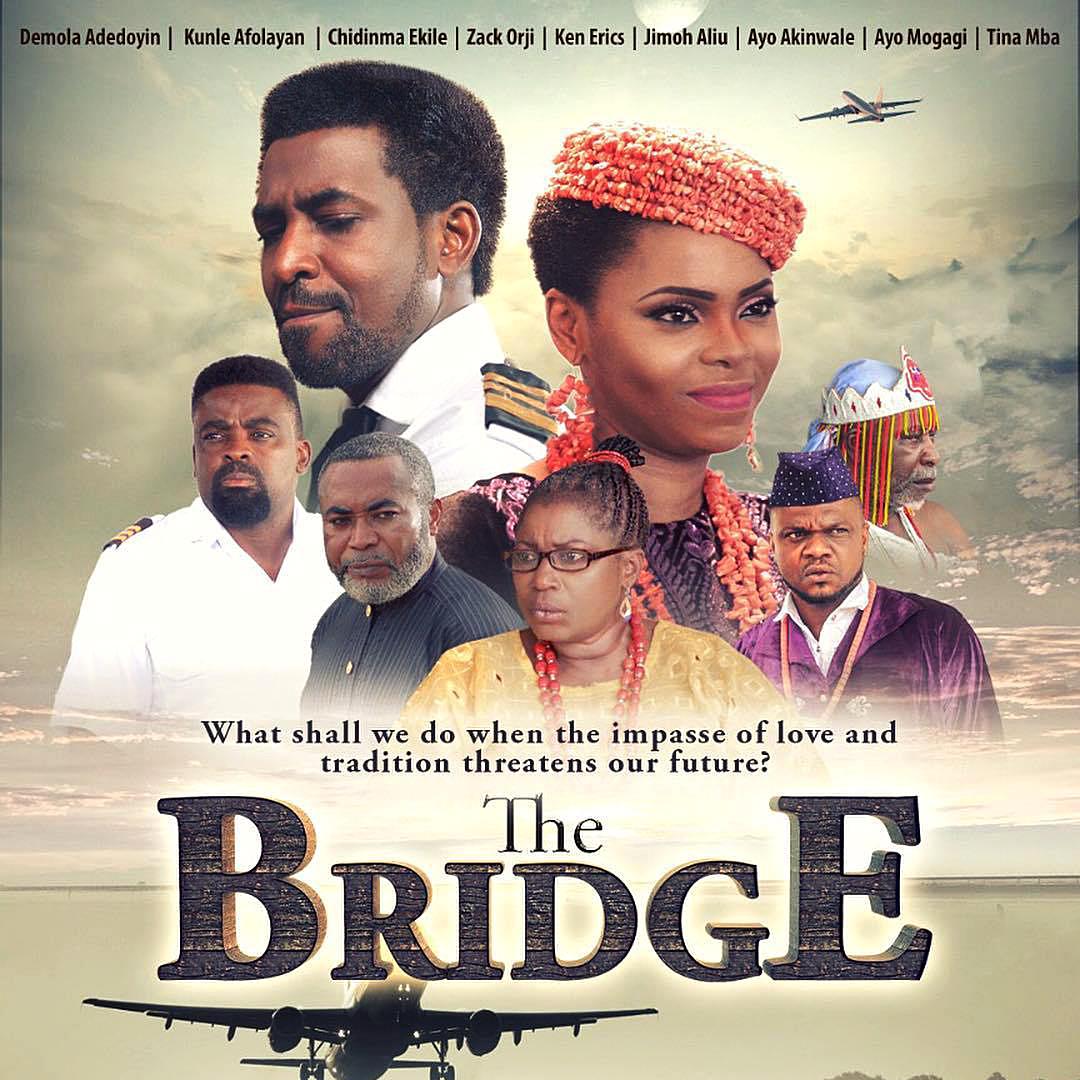 Demola Adedoyin | Kunle Afolayan | Chidinma Ekile | Zack Orji | Ken Erics | Jimoh Aliu | Ayo Akinwale | Ayo Mogagi | Tina Mba
What shall we do when the impasse of love and
tradition threatens our future?
The
BRIDGE